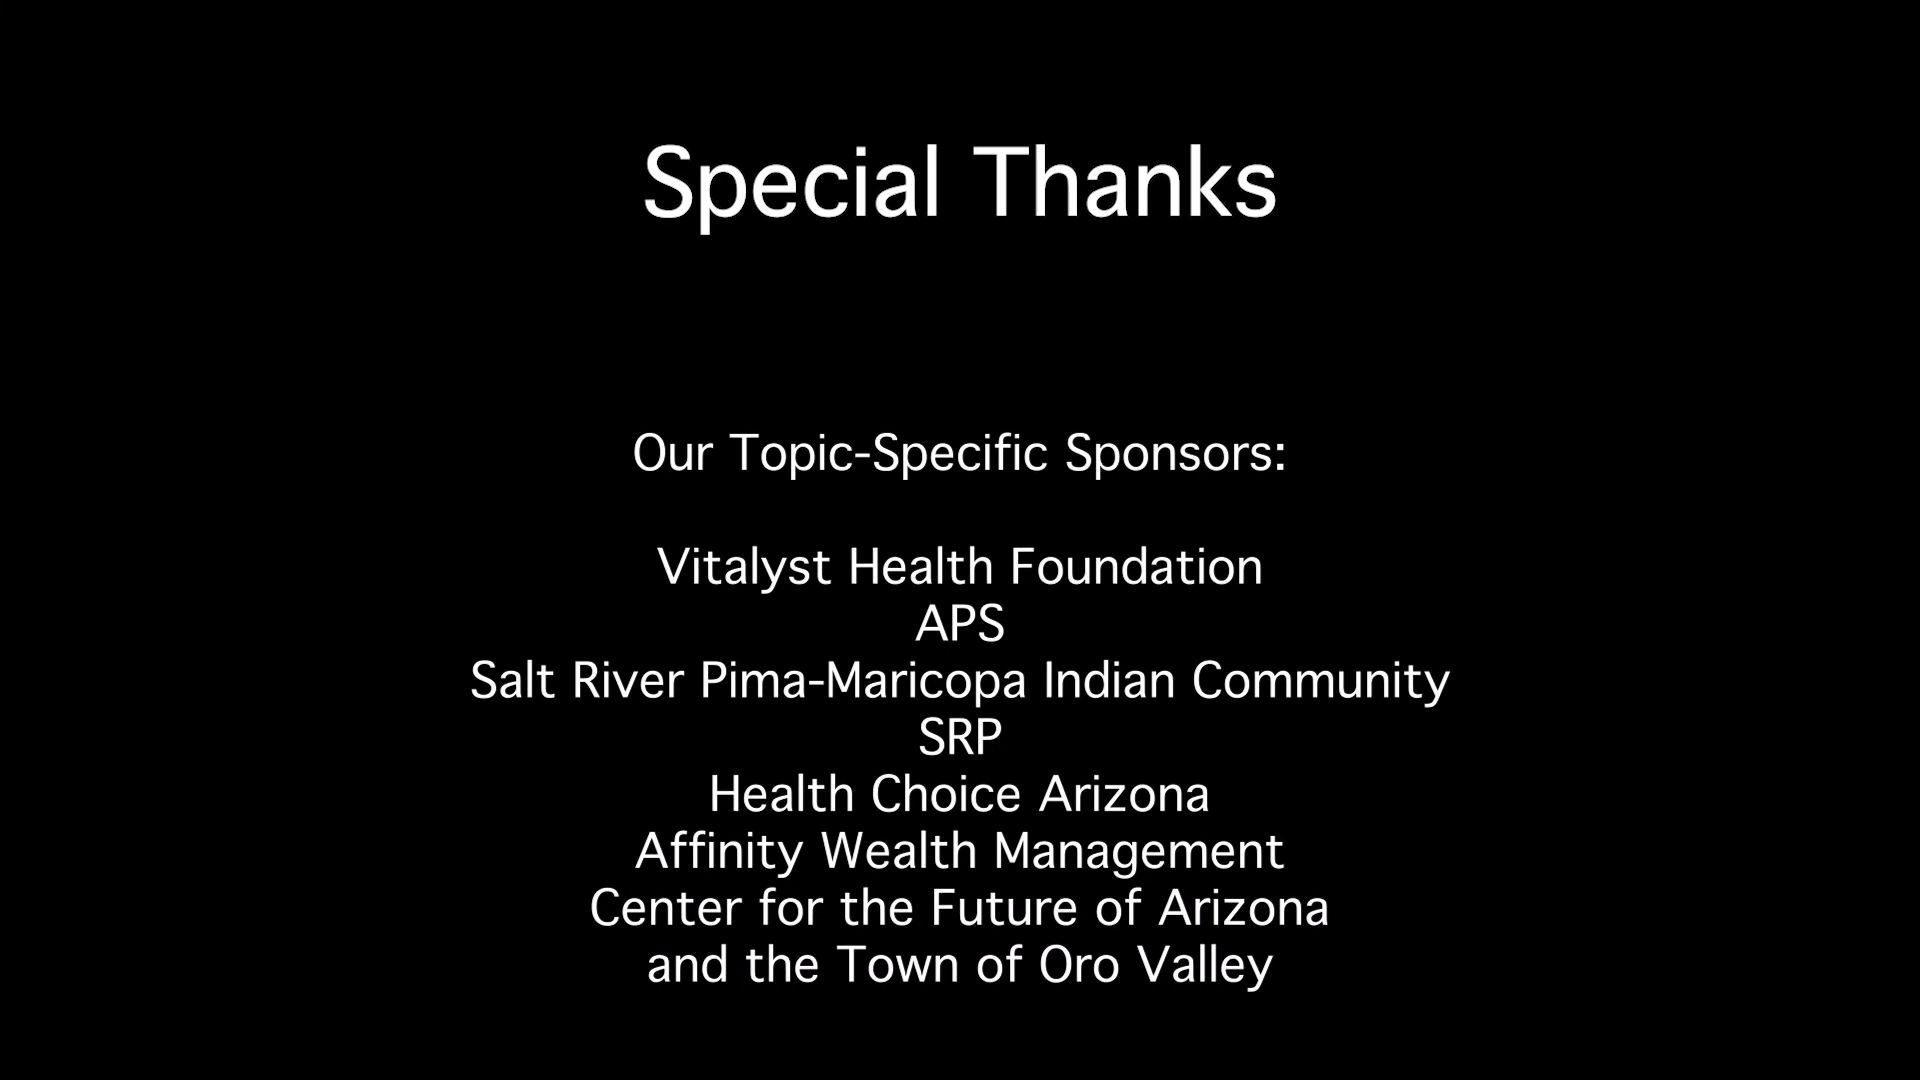 Special Thanks
Our Topic-Specific Sponsors:
Vitalyst Health Foundation
APS
Salt River Pima-Maricopa Indian Community
SRP
Health Choice Arizona
Affinity Wealth Management
Center for the Future of Arizona
and the Town of Oro Valley